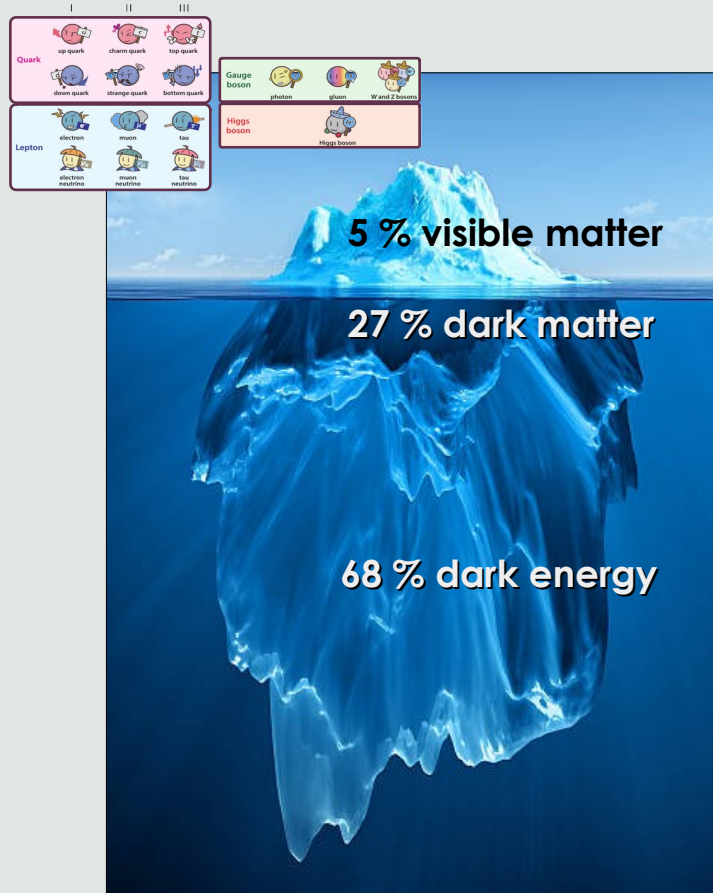 I II III
Quark
up quark charm quark top quark
down quark strange quark bottom quark
Lepton
electron muon tau
electron neutrino muon neutrino tau neutrino
Gauge boson
photon gluon W and Z bosons
Higgs boson
Higgs boson
5 % visible matter
27 % dark matter
68 % dark energy